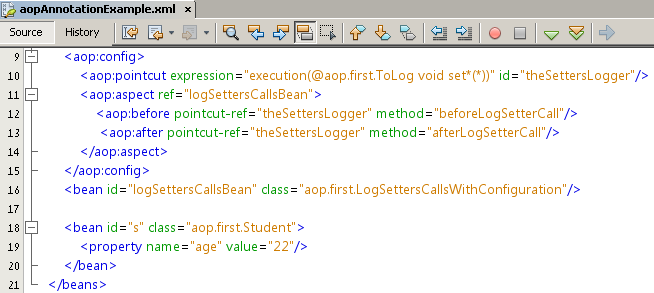 aopAnnotationExample.xml ×
Source History
9 <aop:config>
10 <aop:pointcut expression="execution(@aop.first.ToLog void set*(*))" id="theSettersLogger"/>
11 <aop:aspect ref="logSettersCallsBean">
12 <aop:before pointcut-ref="theSettersLogger" method="beforeLogSetterCall"/>
13 <aop:after pointcut-ref="theSettersLogger" method="afterLogSetterCall"/>
14 </aop:aspect>
15 </aop:config>
16 <bean id="logSettersCallsBean" class="aop.first.LogSettersCallsWithConfiguration"/>
17
18 <bean id="s" class="aop.first.Student">
19 <property name="age" value="22"/>
20 </bean>
21 </beans>